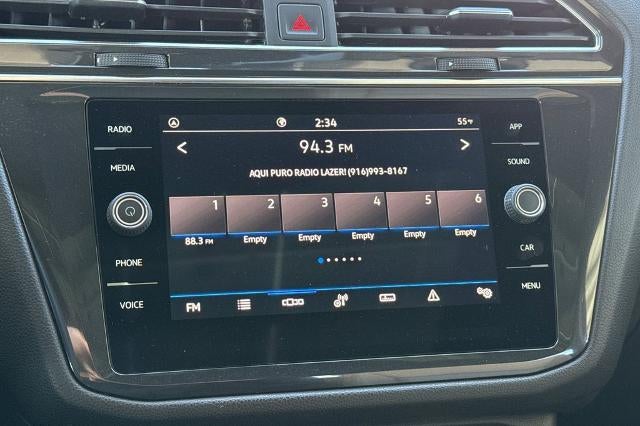 RADIO
MEDIA
PHONE
VOICE
2:34
55°F
94.3 FM
AQUI PURO RADIO LAZER! (916)993-8167
1 2 3 4 5 6
88.3 FM Empty Empty Empty Empty Empty
FM
APP
SOUND
CAR
MENU